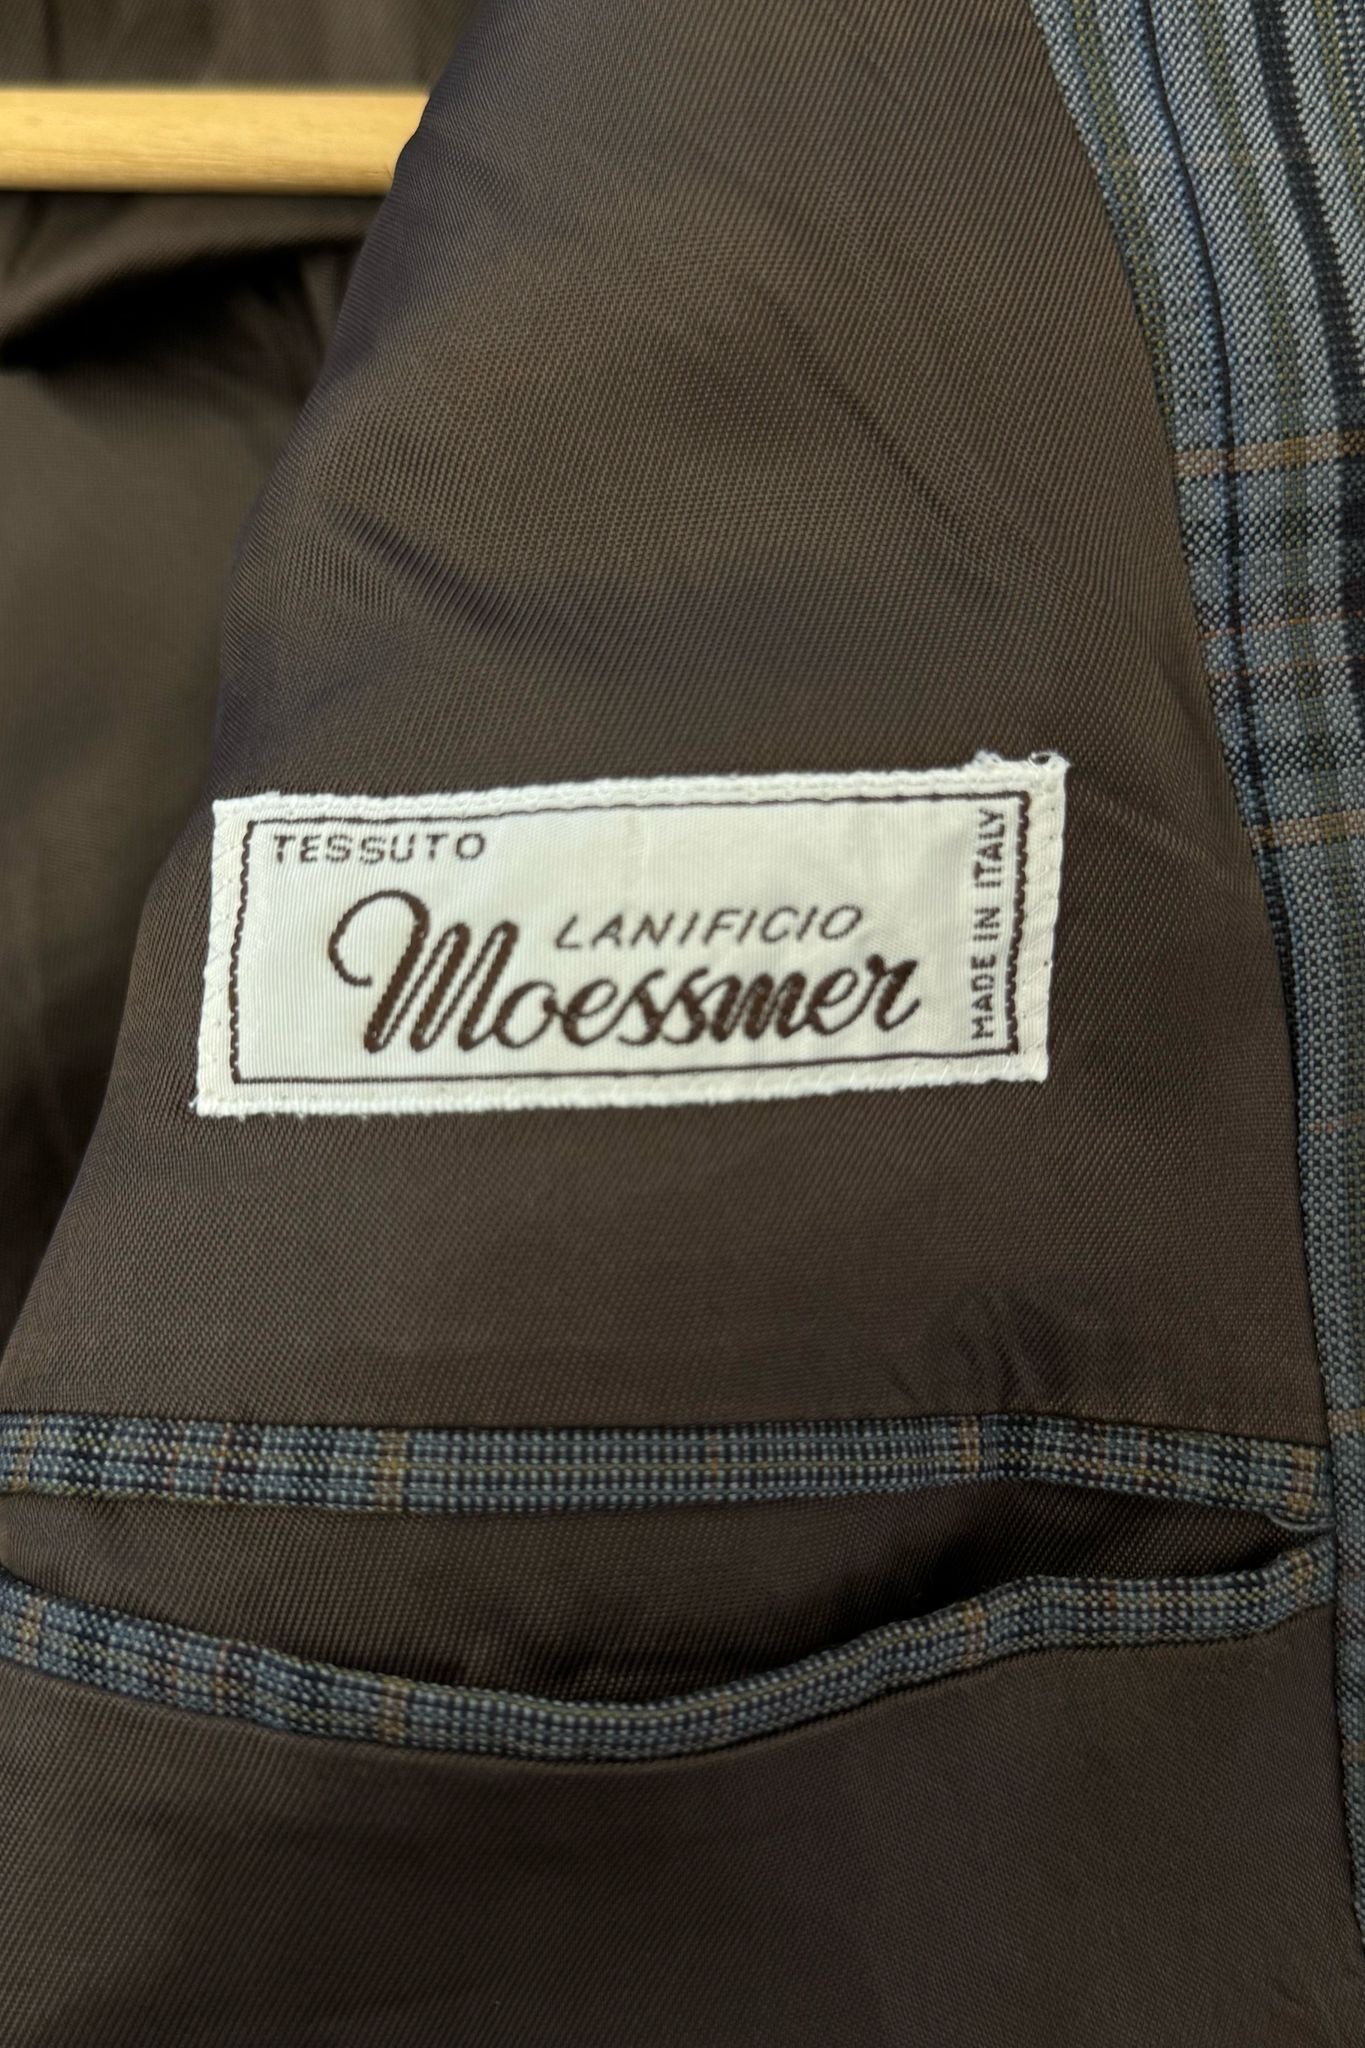 TESSUTO
LANIFICIO
Moessmer
MADE IN ITALY